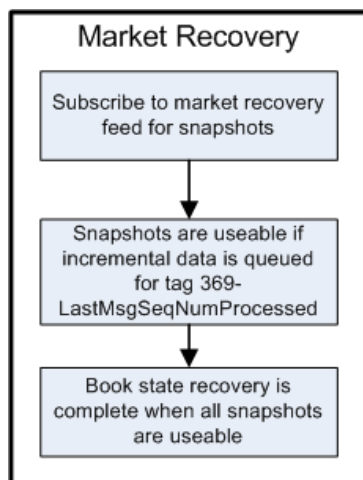 Market Recovery
Subscribe to market recovery
feed for snapshots
Snapshots are useable if
incremental data is queued
for tag 369-
LastMsgSeqNumProcessed
Book state recovery is
complete when all snapshots
are useable